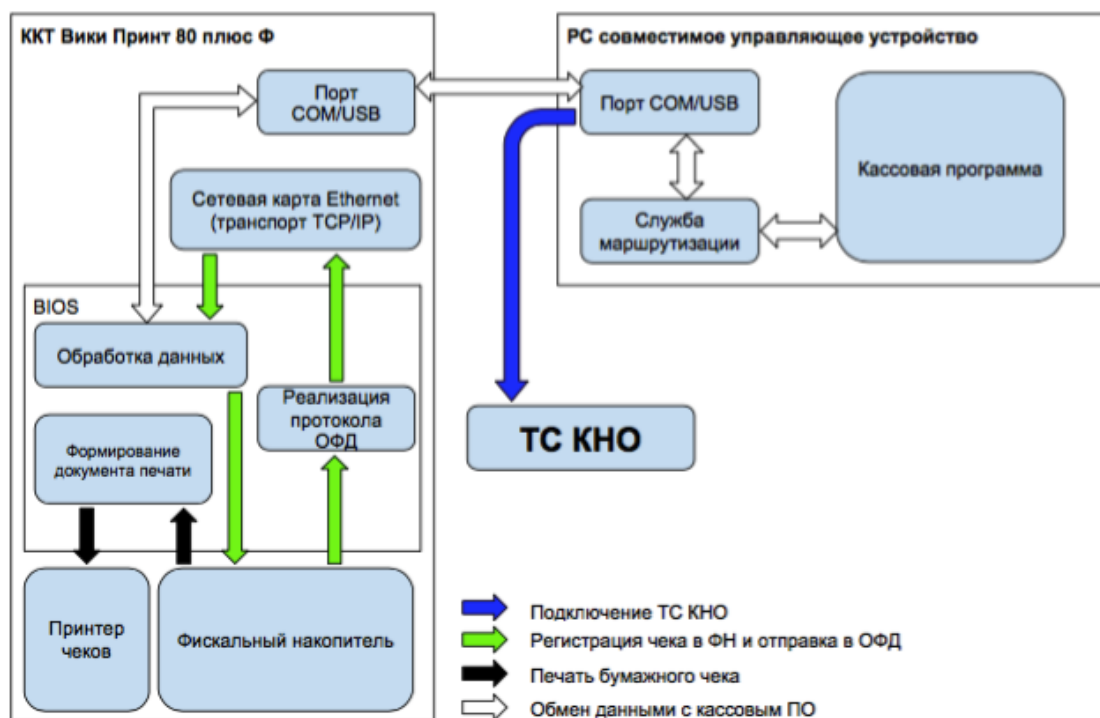 ККТ Вики Принт 80 плюс Ф
РС совместимое управляющее устройство
Порт
COM/USB
Порт COM/USB
Кассовая программа
Сетевая карта Ethernet
(транспорт TCP/IP)
Служба
маршрутизации
BIOS
Обработка данных
Реализация
протокола
ОФД
ТС КНО
Формирование
документа печати
Принтер
чеков
Фискальный накопитель
Подключение ТС КНО
Регистрация чека в ФН и отправка в ОФД
Печать бумажного чека
Обмен данными с кассовым ПО